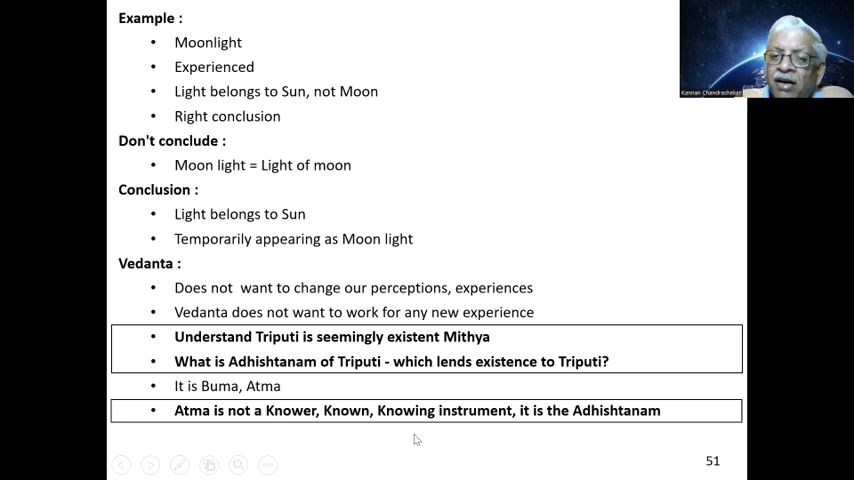 Example :
• Moonlight
• Experienced
• Light belongs to Sun, not Moon
• Right conclusion
Don't conclude :
• Moon light = Light of moon
Conclusion :
• Light belongs to Sun
• Temporarily appearing as Moon light
Vedanta :
• Does not want to change our perceptions, experiences
• Vedanta does not want to work for any new experience
• Understand Triputi is seemingly existent Mithya
• What is Adhishtanam of Triputi - which lends existence to Triputi?
• It is Buma, Atma
• Atma is not a Knower, Known, Knowing instrument, it is the Adhishtanam
51
Kannan Chandrashekar